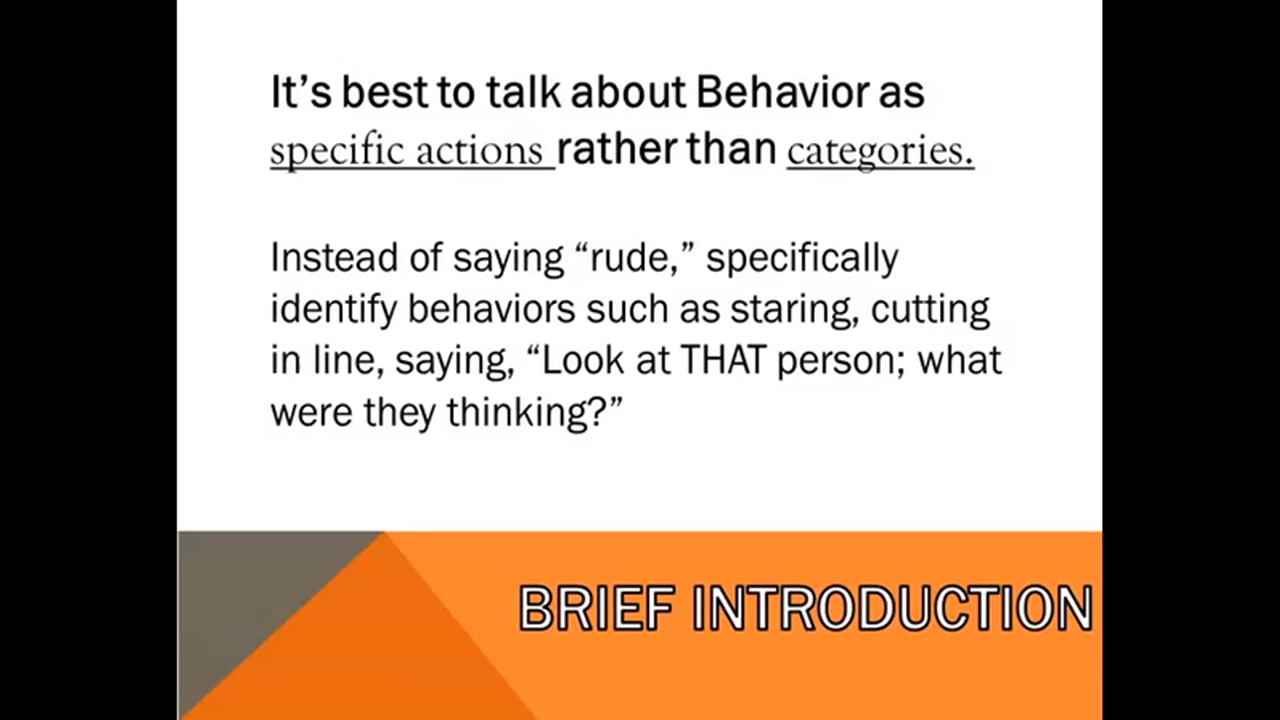 It’s best to talk about Behavior as
specific actions rather than categories.
Instead of saying “rude,” specifically
identify behaviors such as staring, cutting
in line, saying, “Look at THAT person; what
were they thinking?”
BRIEF INTRODUCTION